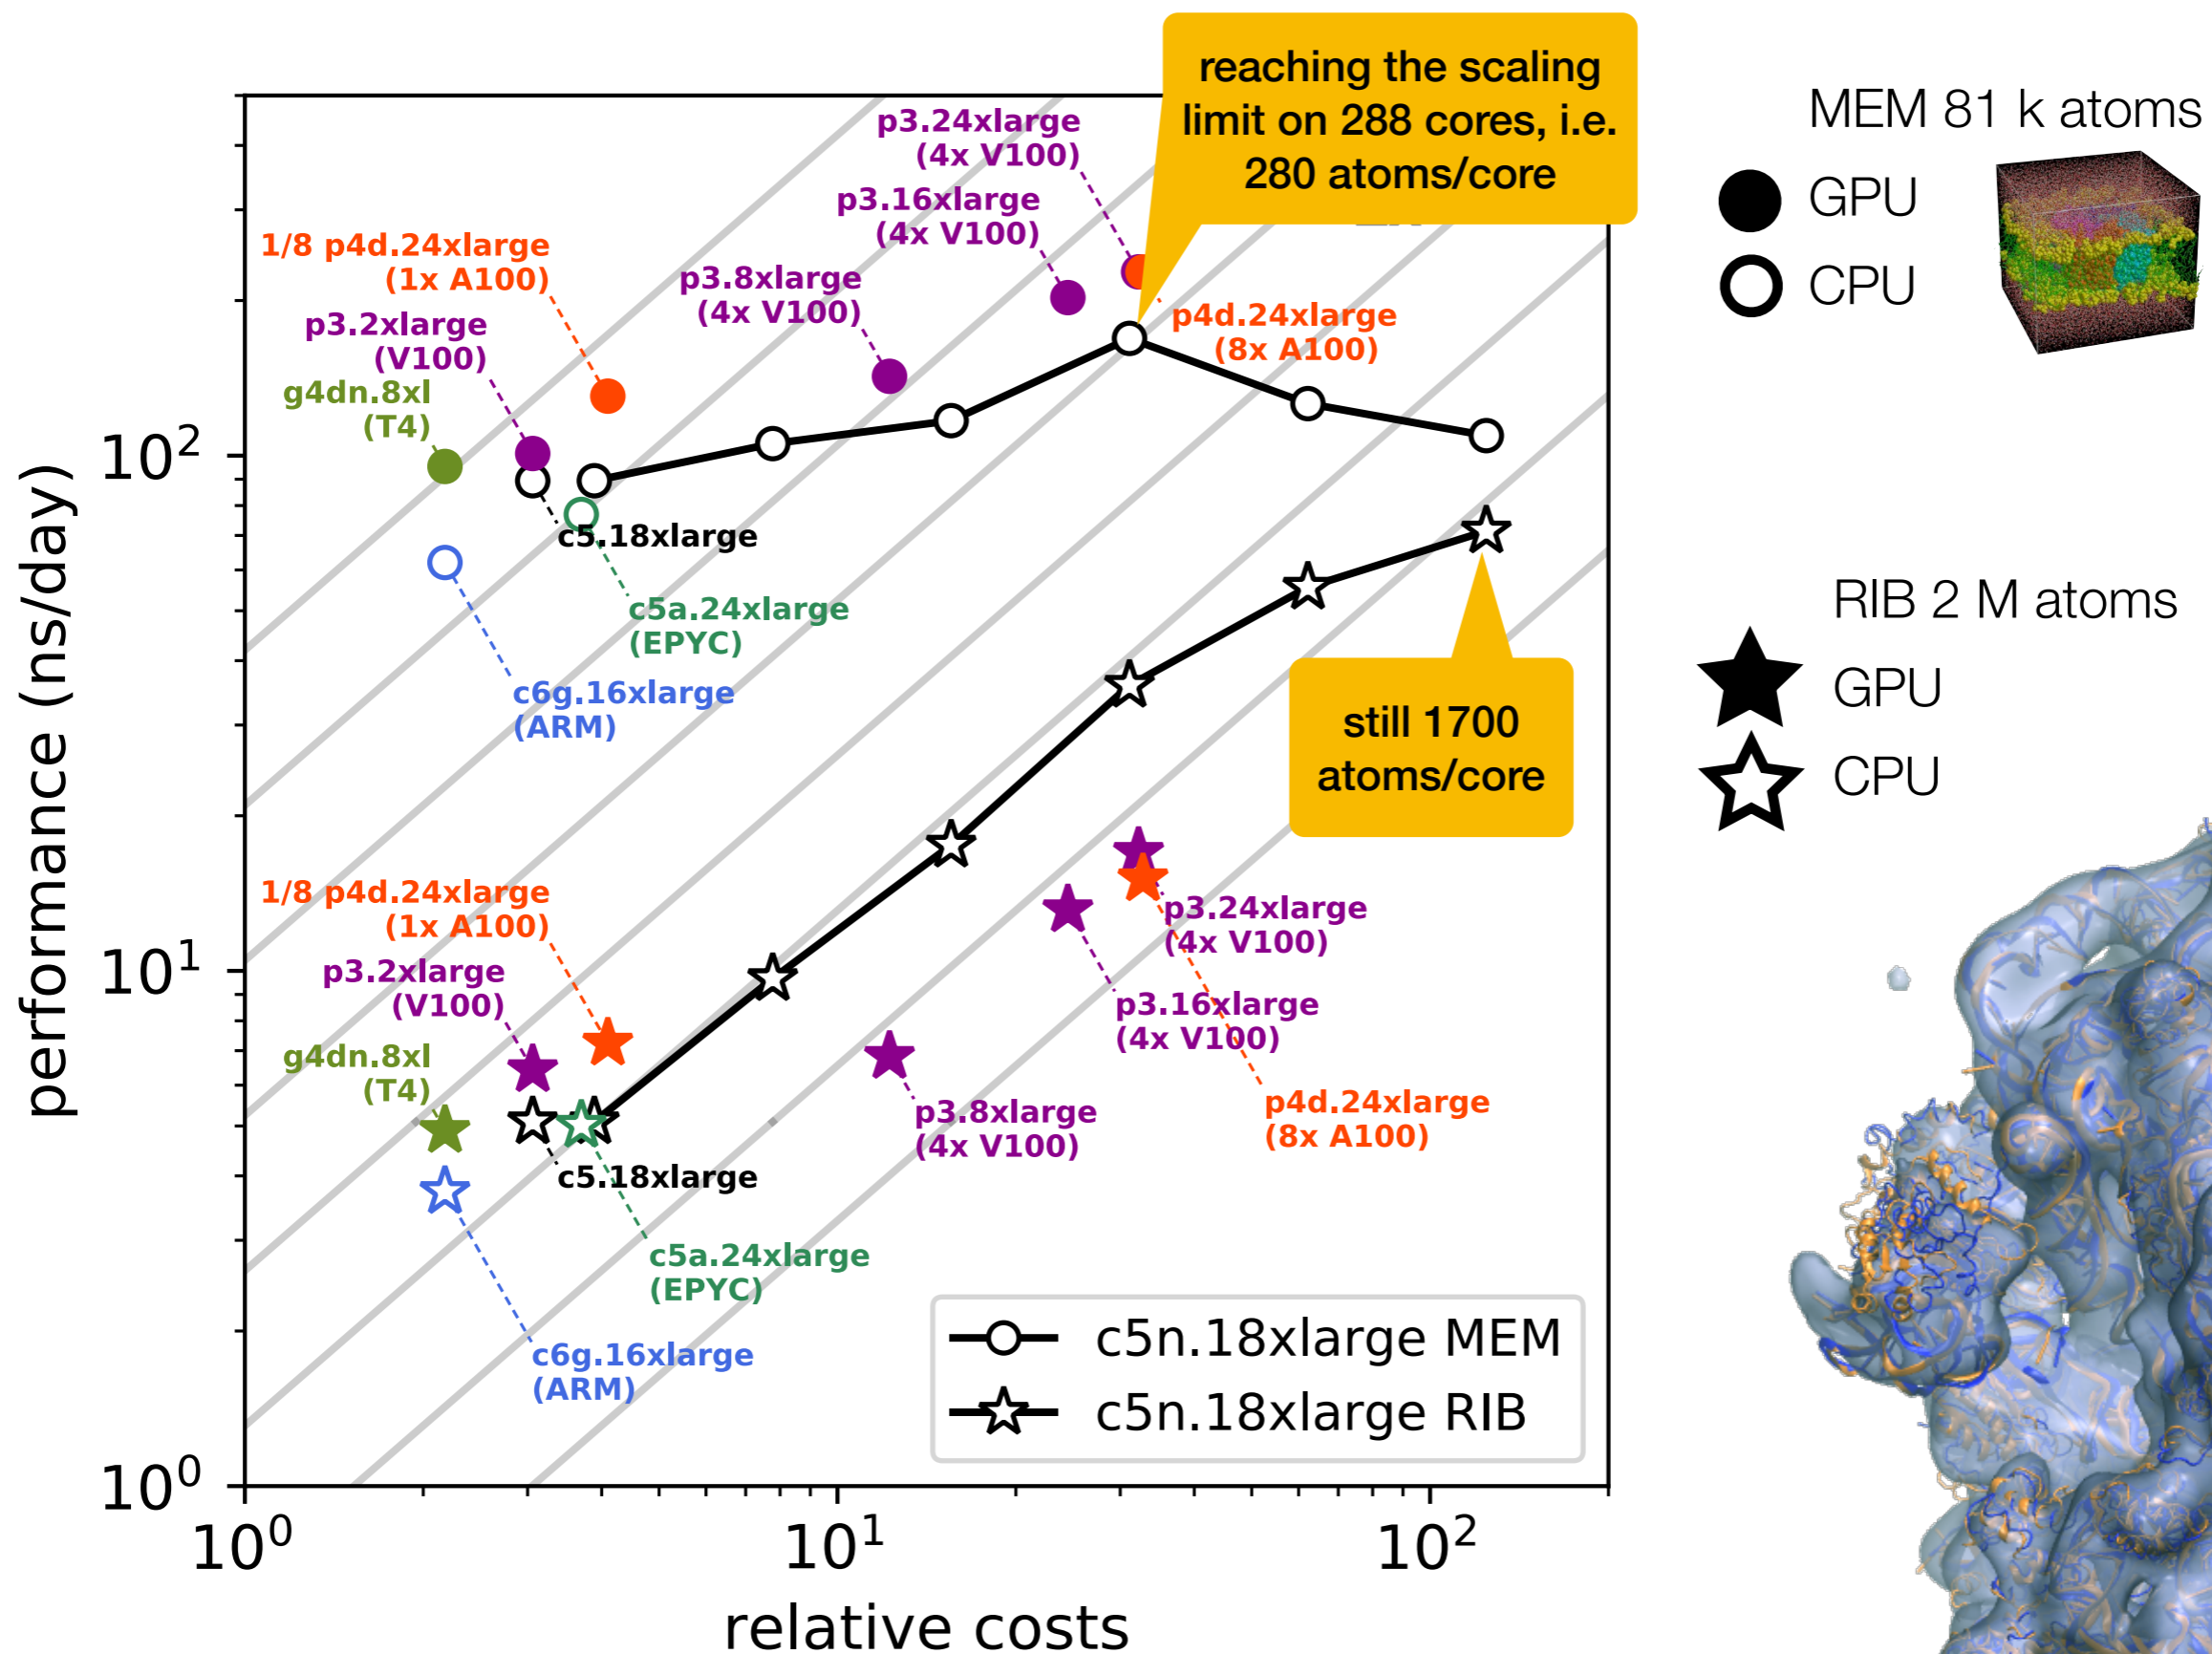 reaching the scaling
limit on 288 cores, i.e.
280 atoms/core
p3.24xlarge
(4x V100)
p3.16xlarge
(4x V100)
1/8 p4d.24xlarge
(1x A100)
p3.8xlarge
(4x V100)
p3.2xlarge
(V100)
p4d.24xlarge
(8x A100)
g4dn.8xl
(T4)
c5.18xlarge
c5a.24xlarge
(EPYC)
c6g.16xlarge
(ARM)
still 1700
atoms/core
1/8 p4d.24xlarge
(1x A100)
p3.2xlarge
(V100)
g4dn.8xl
(T4)
p3.24xlarge
(4x V100)
p3.16xlarge
(4x V100)
p4d.24xlarge
(8x A100)
p3.8xlarge
(4x V100)
c5.18xlarge
c5a.24xlarge
(EPYC)
c6g.16xlarge
(ARM)
c5n.18xlarge MEM
c5n.18xlarge RIB
performance (ns/day)
10²
10¹
10⁰
10⁰
10¹
10²
relative costs
MEM 81 k atoms
GPU
CPU
RIB 2 M atoms
GPU
CPU